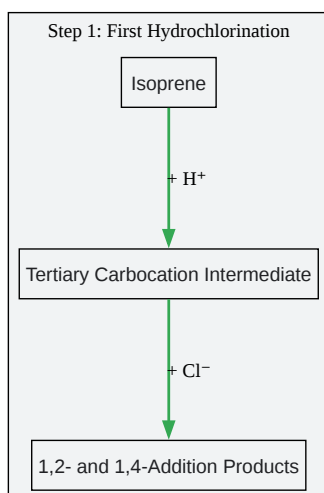 Step 1: First Hydrochlorination
Isoprene
+ H⁺
Tertiary Carbocation Intermediate
+ Cl⁻
1,2- and 1,4-Addition Products